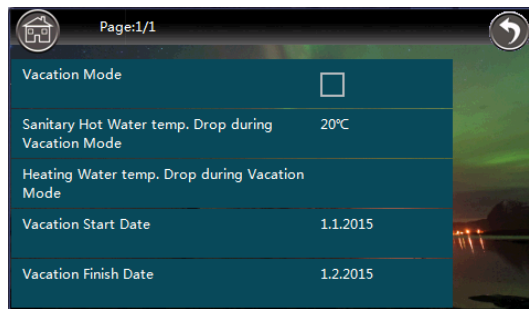 Page:1/1
Vacation Mode
Sanitary Hot Water temp. Drop during 20℃
Vacation Mode
Heating Water temp. Drop during Vacation
Mode
Vacation Start Date 1.1.2015
Vacation Finish Date 1.2.2015